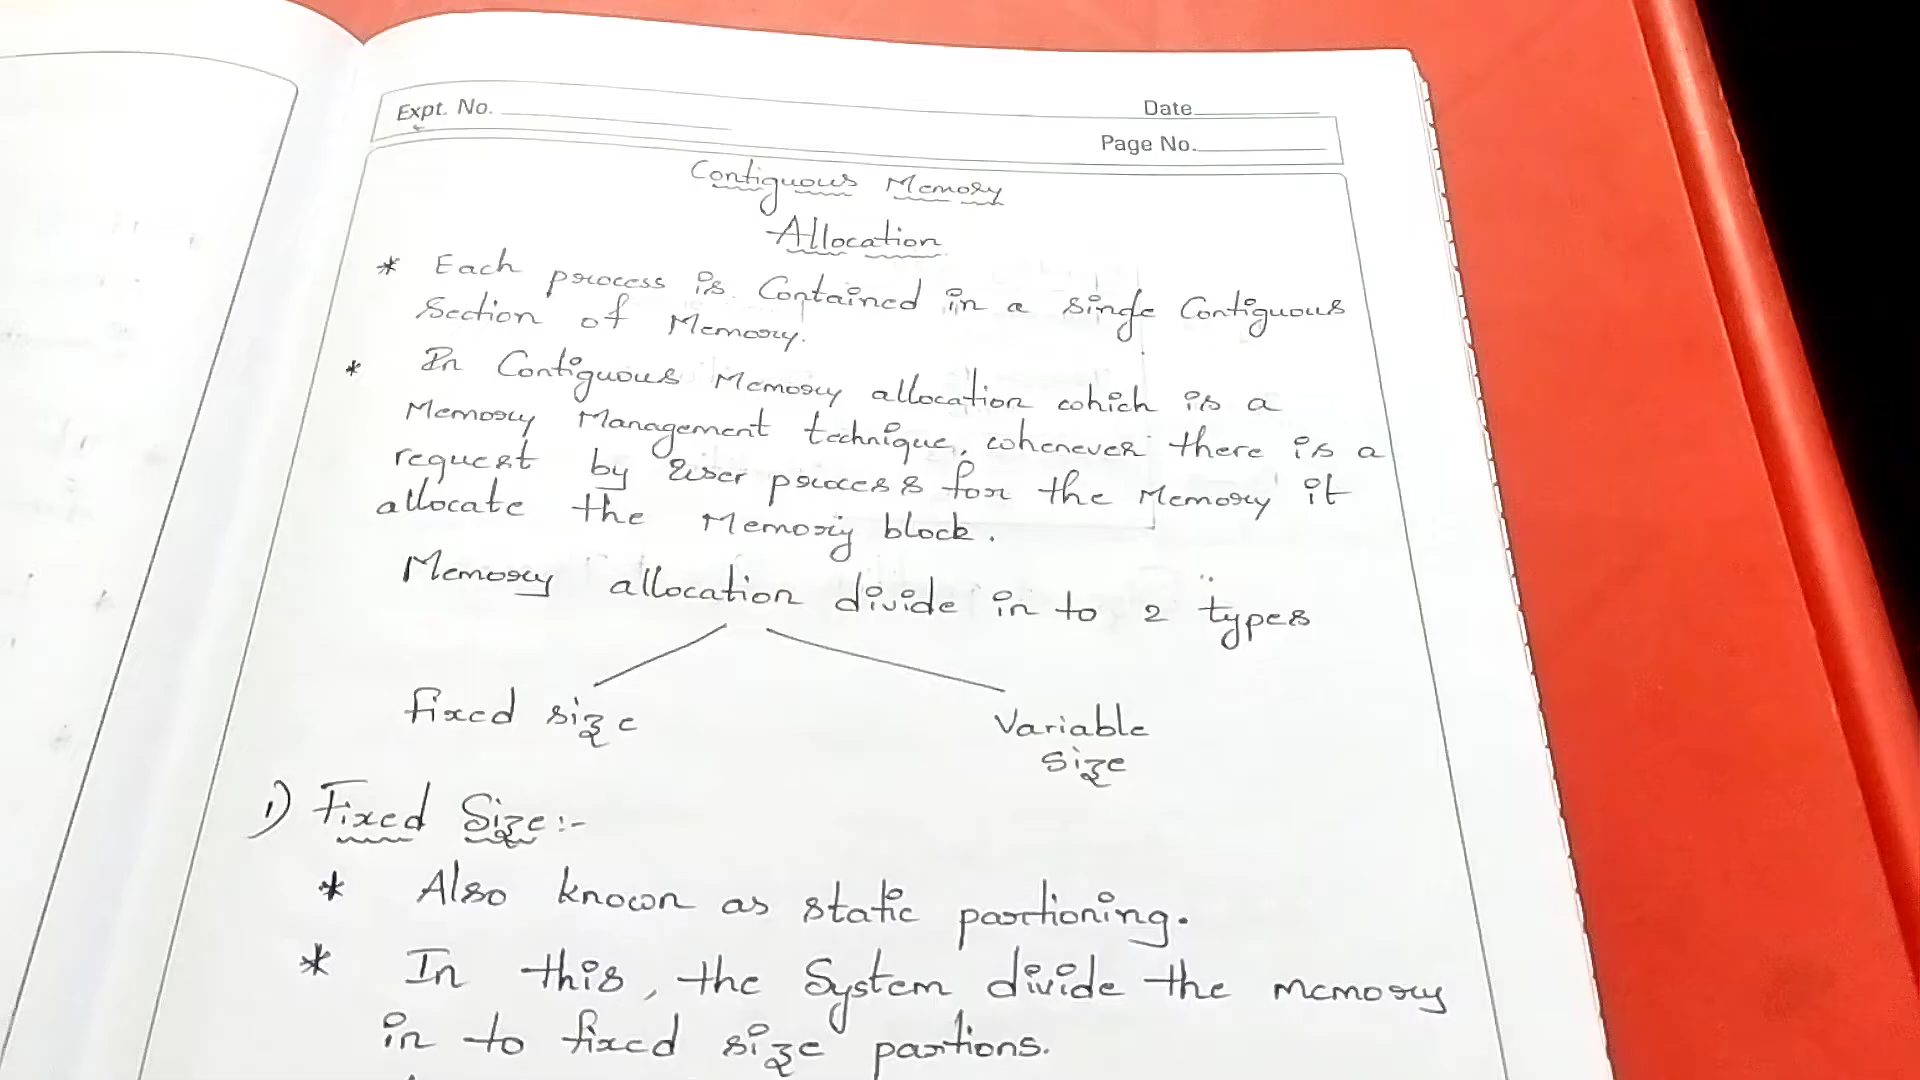 Expt. No.
Date
Page No.
Contiguous Memory
Allocation
* Each process is Contained in a single Contiguous
Section of Memory.
* In Contiguous Memory allocation which is a
Memory Management technique, whenever there is a
request by user process for the Memory it
allocate the Memory block.
Memory allocation divide in to 2 types
fixed size
Variable
size
1) Fixed Size:-
* Also known as static partioning.
* In this, the System divide the memory
in to fixed size partions.